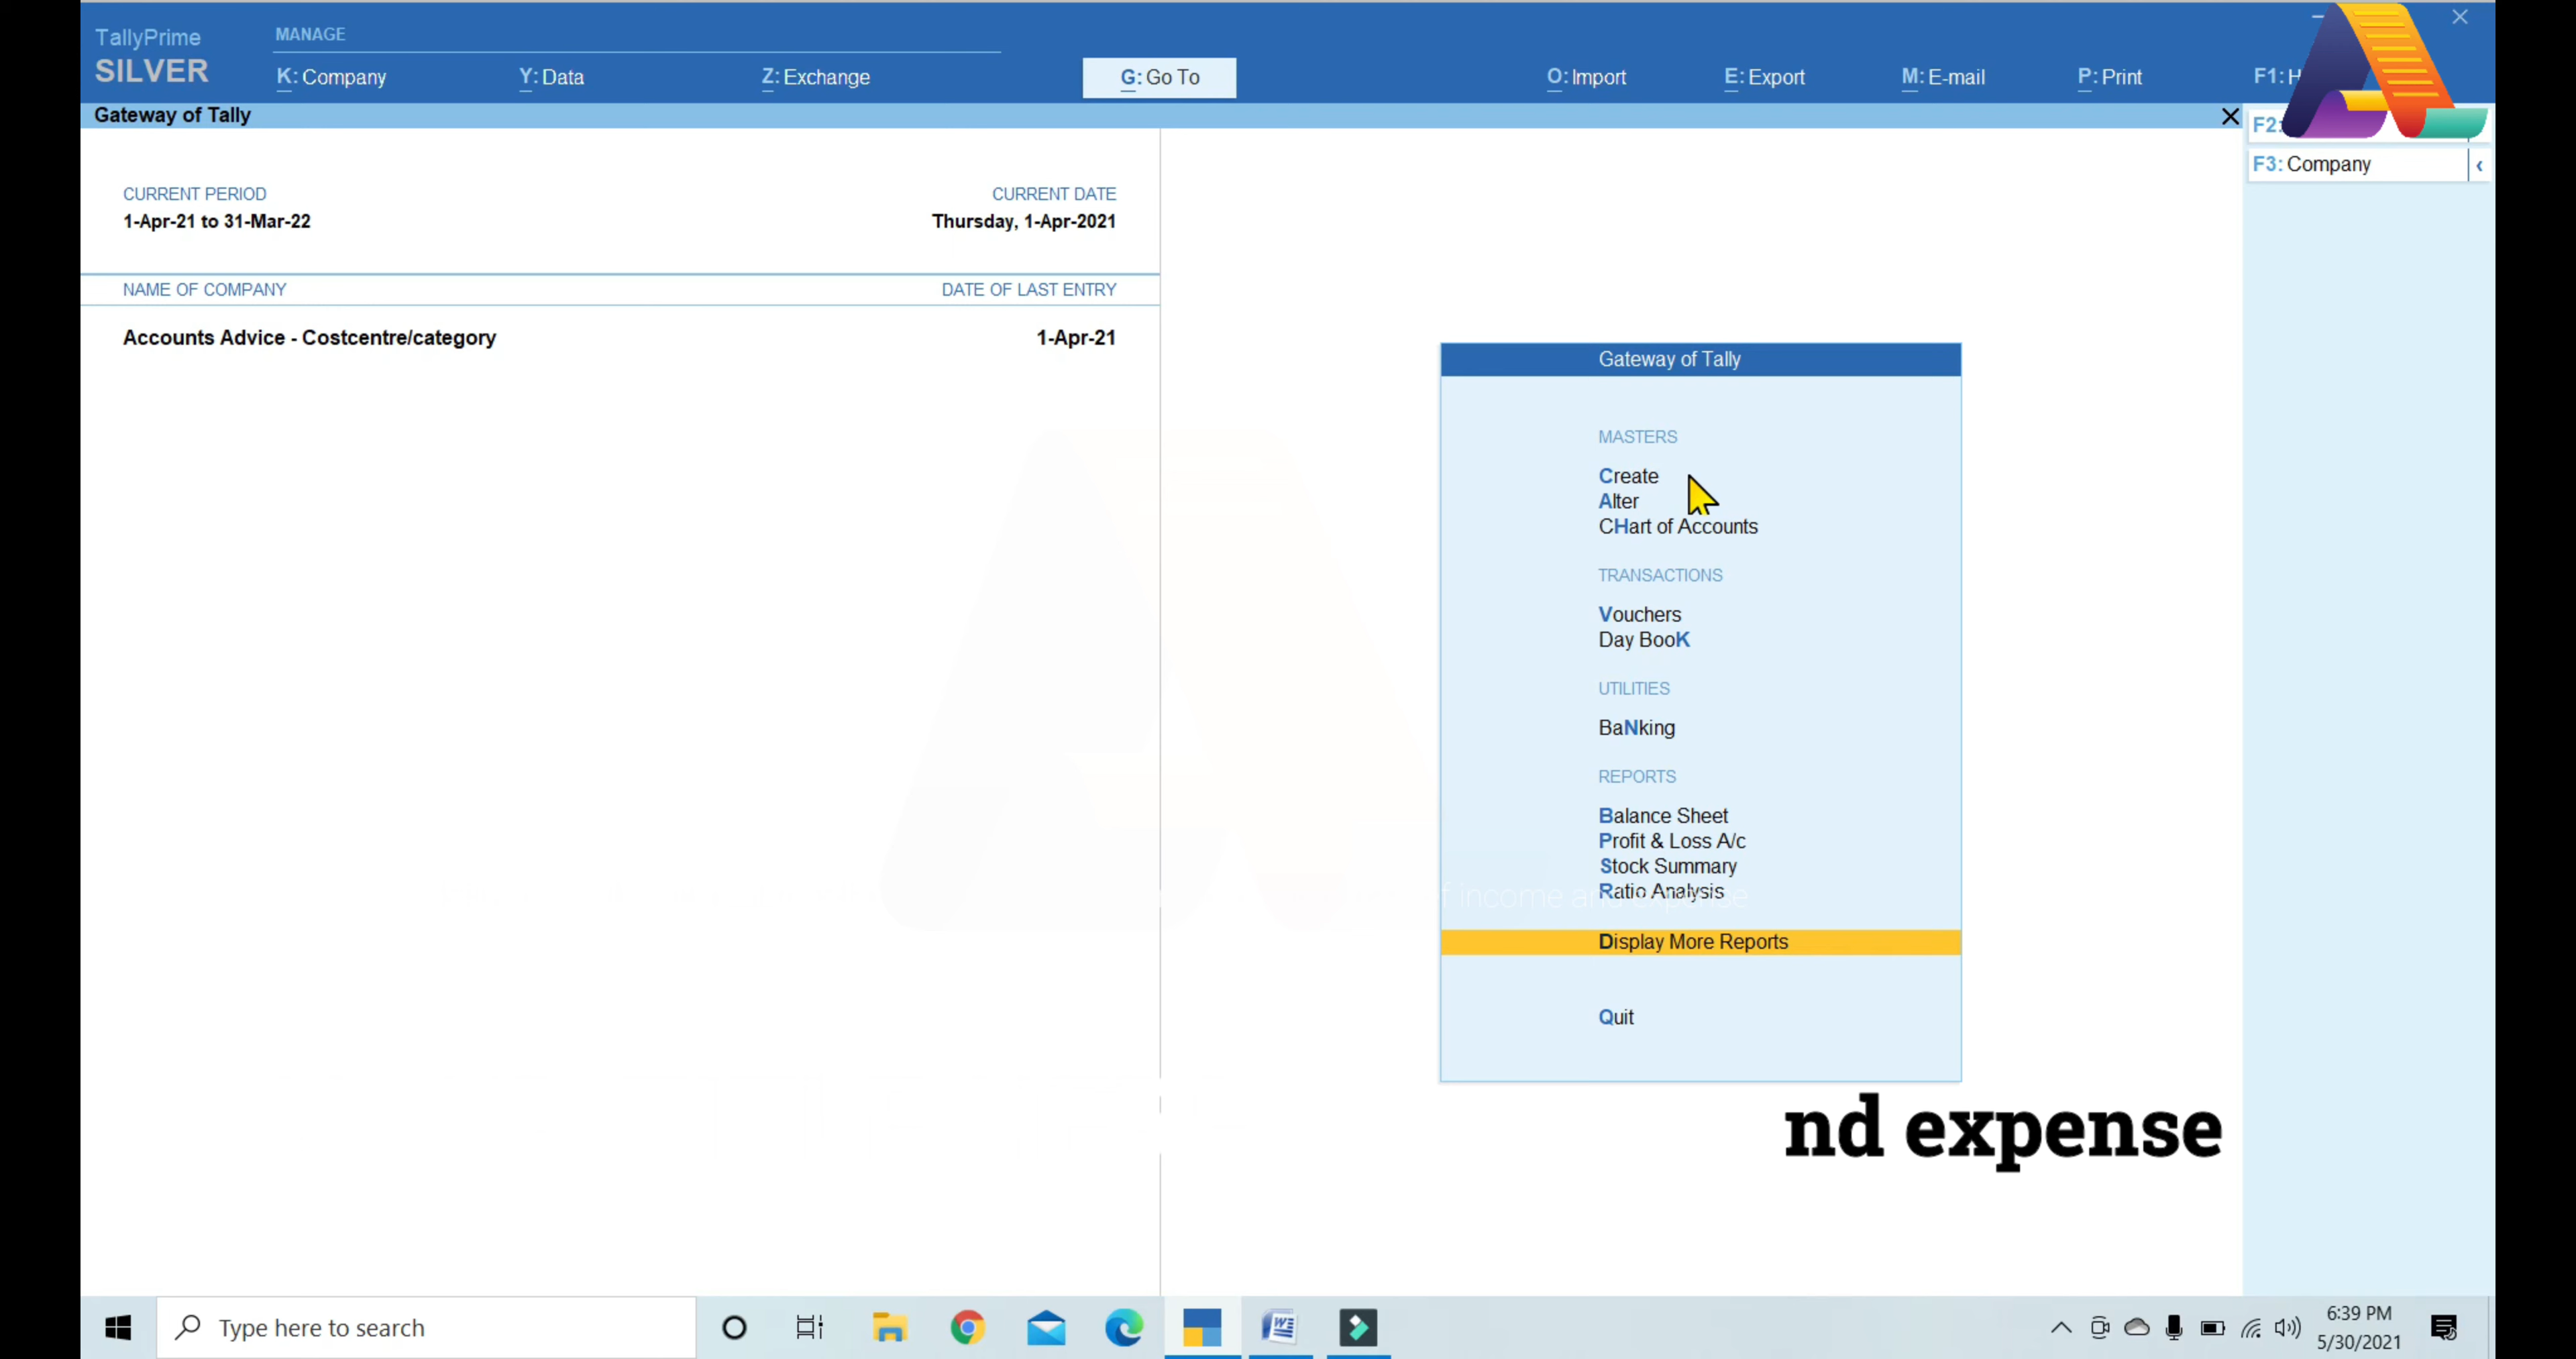 TallyPrime
SILVER
MANAGE
K: Company
Y: Data
Z: Exchange
G: Go To
O: Import
E: Export
M: E-mail
P: Print
F1: H
Gateway of Tally
F2:
F3: Company
CURRENT PERIOD
CURRENT DATE
1-Apr-21 to 31-Mar-22
Thursday, 1-Apr-2021
NAME OF COMPANY
DATE OF LAST ENTRY
Accounts Advice - Costcentre/category
1-Apr-21
Gateway of Tally
MASTERS
Create
Alter
CHart of Accounts
TRANSACTIONS
Vouchers
Day BooK
UTILITIES
BaNking
REPORTS
Balance Sheet
Profit & Loss A/c
Stock Summary
Ratio Analysis
f income and expense
Display More Reports
Quit
nd expense
Type here to search
6:39 PM
5/30/2021